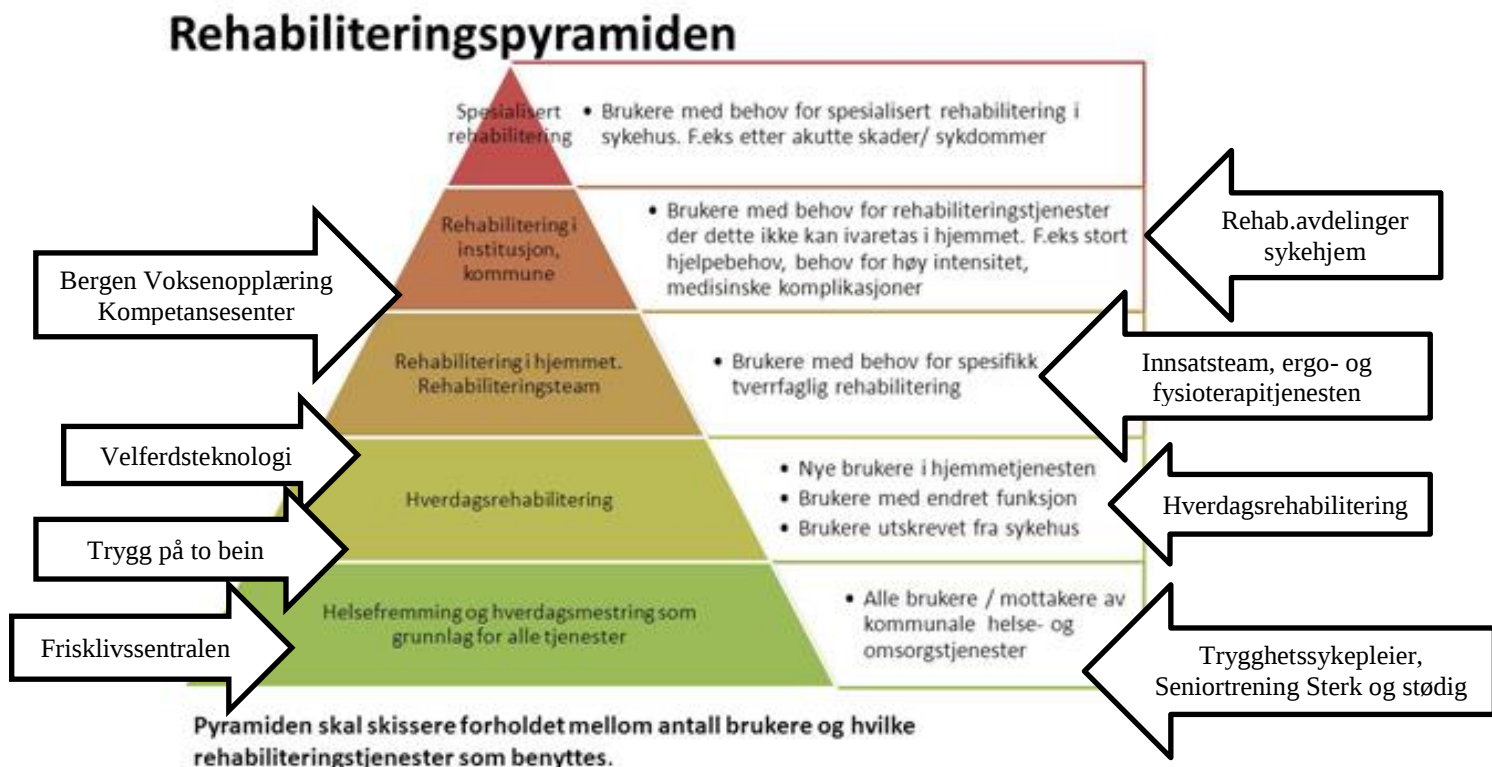 Rehabiliteringspyramiden
Spesialisert
rehabilitering
• Brukere med behov for spesialisert rehabilitering i
sykehus. F.eks etter akutte skader/ sykdommer
Rehabilitering i
institusjon,
kommune
• Brukere med behov for rehabiliteringstjenester
der dette ikke kan ivaretas i hjemmet. F.eks stort
hjelpebehov, behov for høy intensitet,
medisinske komplikasjoner
Rehab.avdelinger
sykehjem
Bergen Voksenopplæring
Kompetansesenter
Rehabilitering i hjemmet.
Rehabiliteringsteam
• Brukere med behov for spesifikk
tverrfaglig rehabilitering
Innsatsteam, ergo- og
fysioterapitjenesten
Velferdsteknologi
Hverdagsrehabilitering
• Nye brukere i hjemmetjenesten
• Brukere med endret funksjon
• Brukere utskrevet fra sykehus
Hverdagsrehabilitering
Trygg på to bein
Helsefremming og hverdagsmestring som
grunnlag for alle tjenester
• Alle brukere / mottakere av
kommunale helse- og
omsorgstjenester
Frisklivssentralen
Trygghetssykepleier,
Seniortrening Sterk og stødig
Pyramiden skal skissere forholdet mellom antall brukere og hvilke
rehabiliteringstjenester som benyttes.